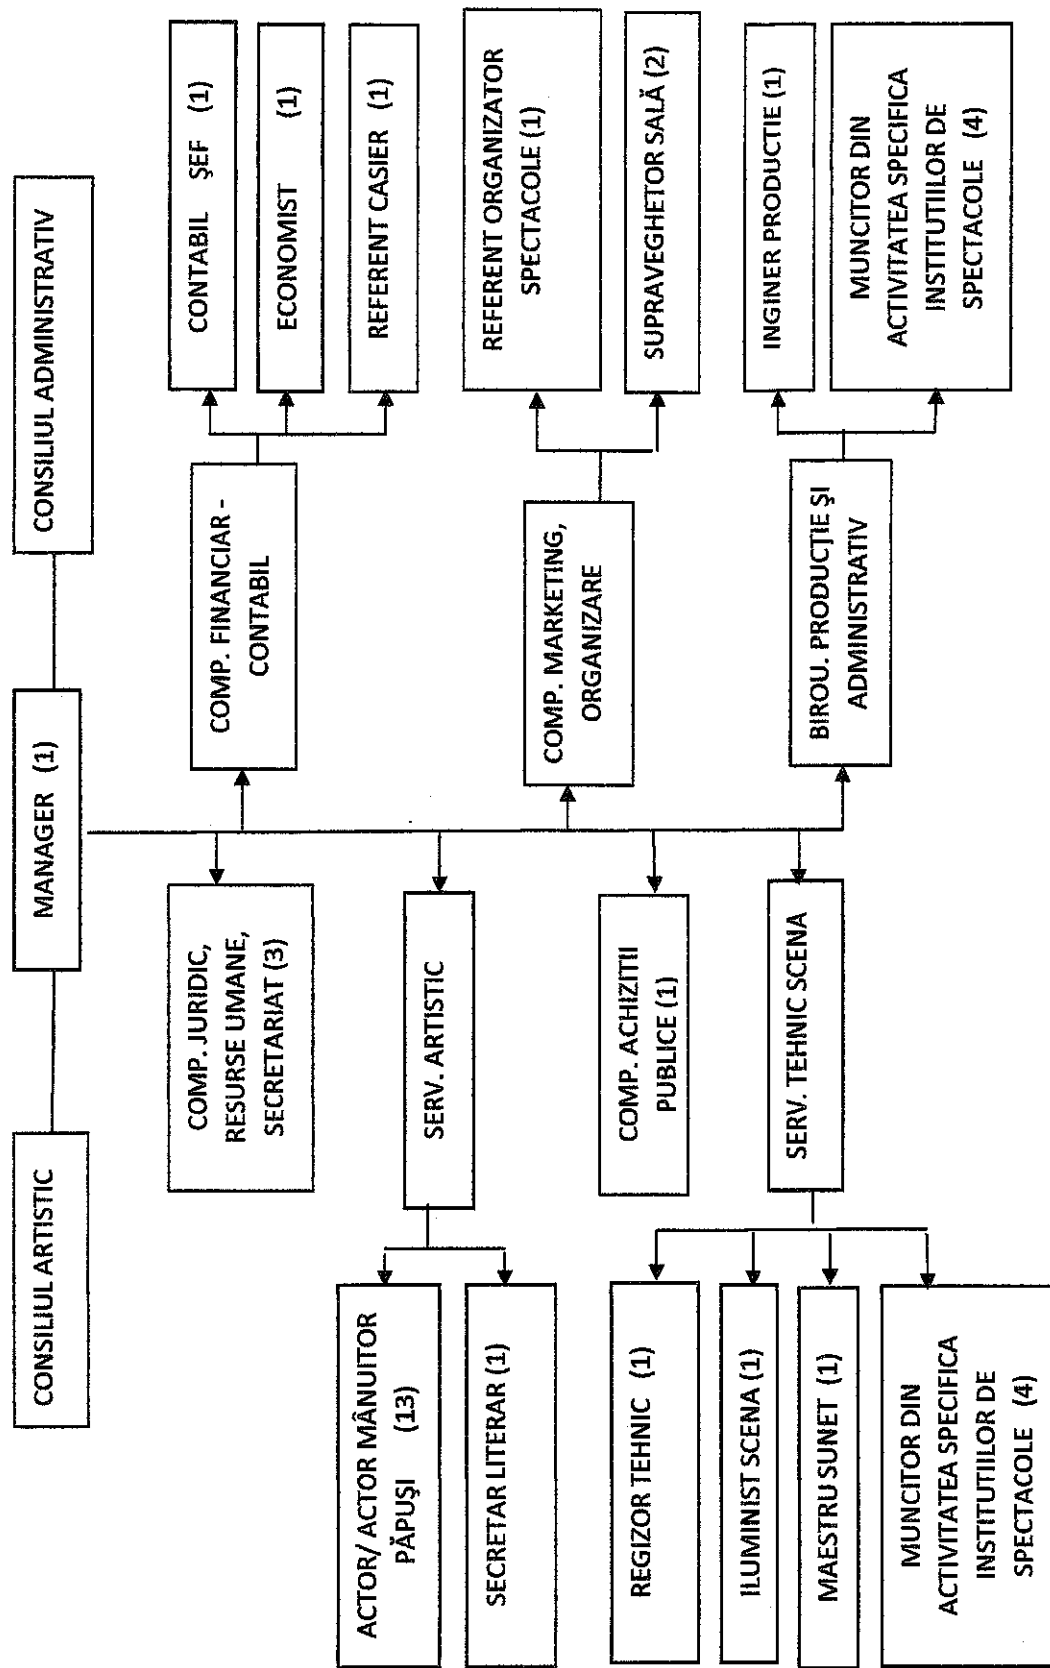 CONSILIUL ARTISTIC
MANAGER (1)
CONSILIUL ADMINISTRATIV
COMP. JURIDIC,
RESURSE UMANE,
SECRETARIAT (3)
COMP. FINANCIAR -
CONTABIL
CONTABIL ŞEF (1)
ECONOMIST (1)
REFERENT CASIER (1)
SERV. ARTISTIC
ACTOR/ ACTOR MÂNUITOR
PĂPUŞI (13)
SECRETAR LITERAR (1)
COMP. MARKETING,
ORGANIZARE
REFERENT ORGANIZATOR
SPECTACOLE (1)
SUPRAVEGHETOR SALĂ (2)
COMP. ACHIZITII
PUBLICE (1)
SERV. TEHNIC SCENA
REGIZOR TEHNIC (1)
ILUMINIST SCENA (1)
MAESTRU SUNET (1)
MUNCITOR DIN
ACTIVITATEA SPECIFICA
INSTITUTIILOR DE
SPECTACOLE (4)
BIROU. PRODUCŢIE ŞI
ADMINISTRATIV
INGINER PRODUCTIE (1)
MUNCITOR DIN
ACTIVITATEA SPECIFICA
INSTITUTIILOR DE
SPECTACOLE (4)